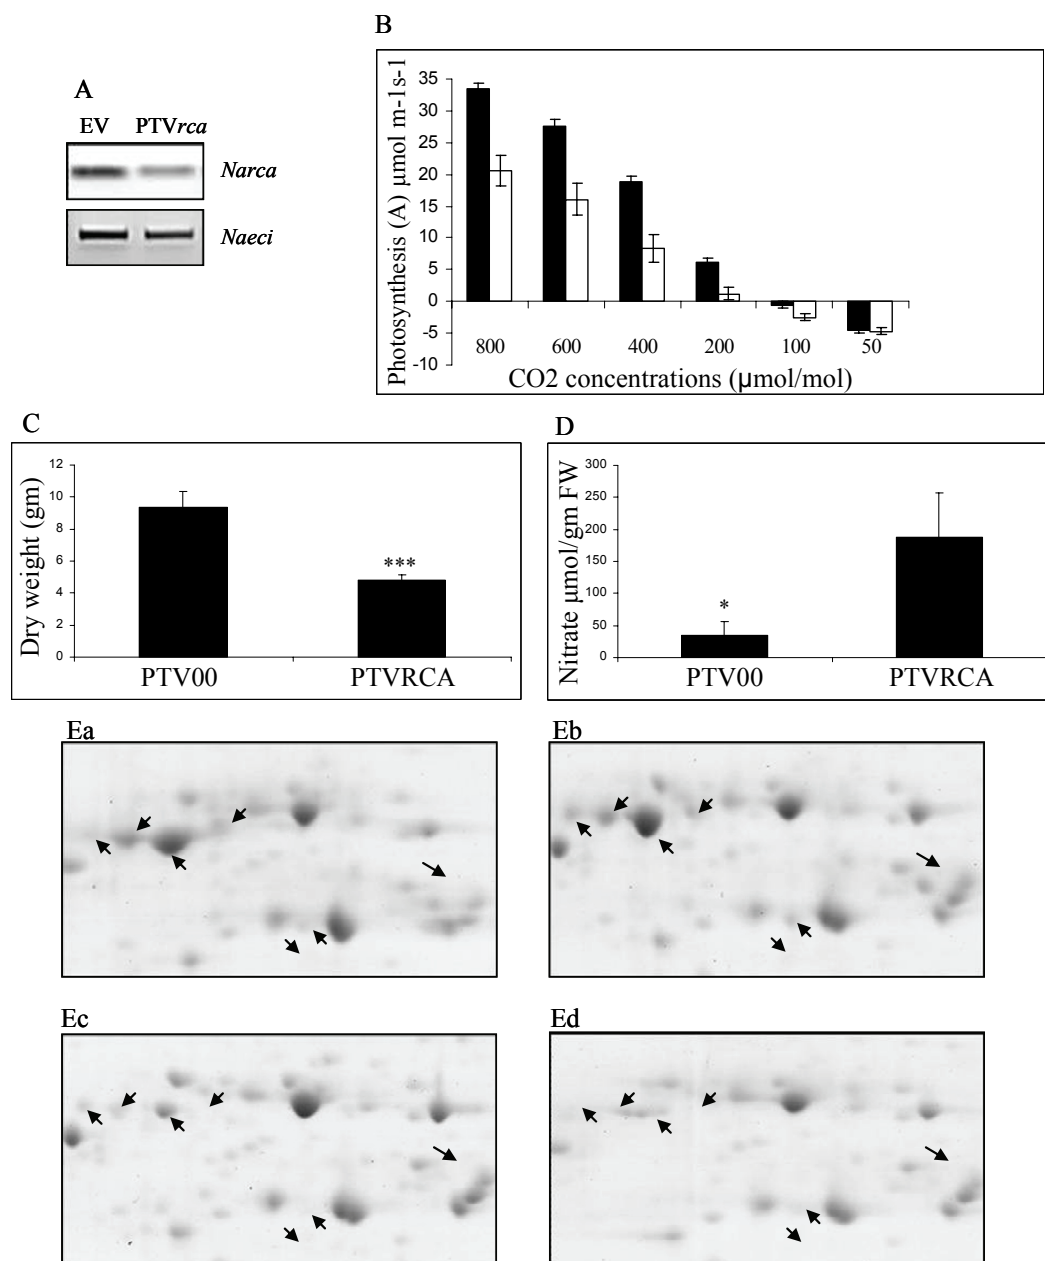 A
EV PTVrca
Narca
Naeci
B
Photosynthesis (A) µmol m-1s-1
35
30
25
20
15
10
5
0
-5
-10
800 600 400 200 100 50
CO2 concentrations (µmol/mol)
C
Dry weight (gm)
12
10
8
6
4
2
0
***
PTV00 PTVRCA
D
Nitrate µmol/gm FW
300
250
200
150
100
50
0
*
PTV00 PTVRCA
Ea
Eb
Ec
Ed